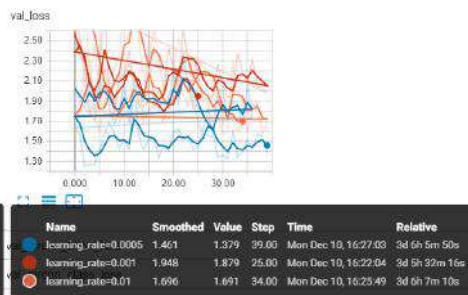 val_loss
2.50
2.30
2.10
1.90
1.70
1.50
1.30
0.000 10.00 20.00 30.00
Name Smoothed Value Step Time Relative
learning_rate=0.0005 1.461 1.379 39.00 Mon Dec 10, 16:27:03 3d 6h 5m 50s
learning_rate=0.001 1.948 1.879 25.00 Mon Dec 10, 16:22:04 3d 5h 32m 16s
learning_rate=0.01 1.696 1.691 34.00 Mon Dec 10, 16:25:49 3d 6h 7m 10s